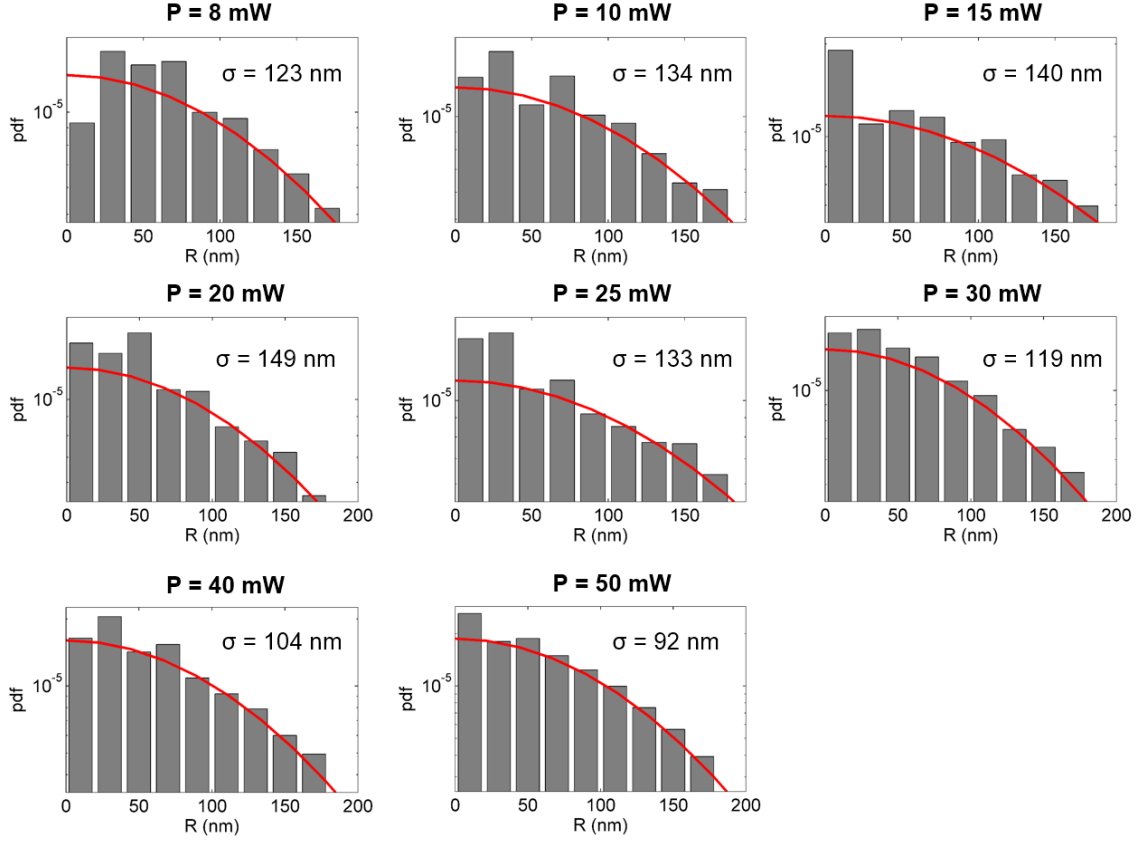 P = 8 mW
σ = 123 nm
10⁻⁵
pdf
0 50 100 150
R (nm)
P = 10 mW
σ = 134 nm
10⁻⁵
pdf
0 50 100 150
R (nm)
P = 15 mW
σ = 140 nm
10⁻⁵
pdf
0 50 100 150
R (nm)
P = 20 mW
σ = 149 nm
10⁻⁵
pdf
0 50 100 150 200
R (nm)
P = 25 mW
σ = 133 nm
10⁻⁵
pdf
0 50 100 150 200
R (nm)
P = 30 mW
σ = 119 nm
10⁻⁵
pdf
0 50 100 150 200
R (nm)
P = 40 mW
σ = 104 nm
10⁻⁵
pdf
0 50 100 150 200
R (nm)
P = 50 mW
σ = 92 nm
10⁻⁵
pdf
0 50 100 150 200
R (nm)